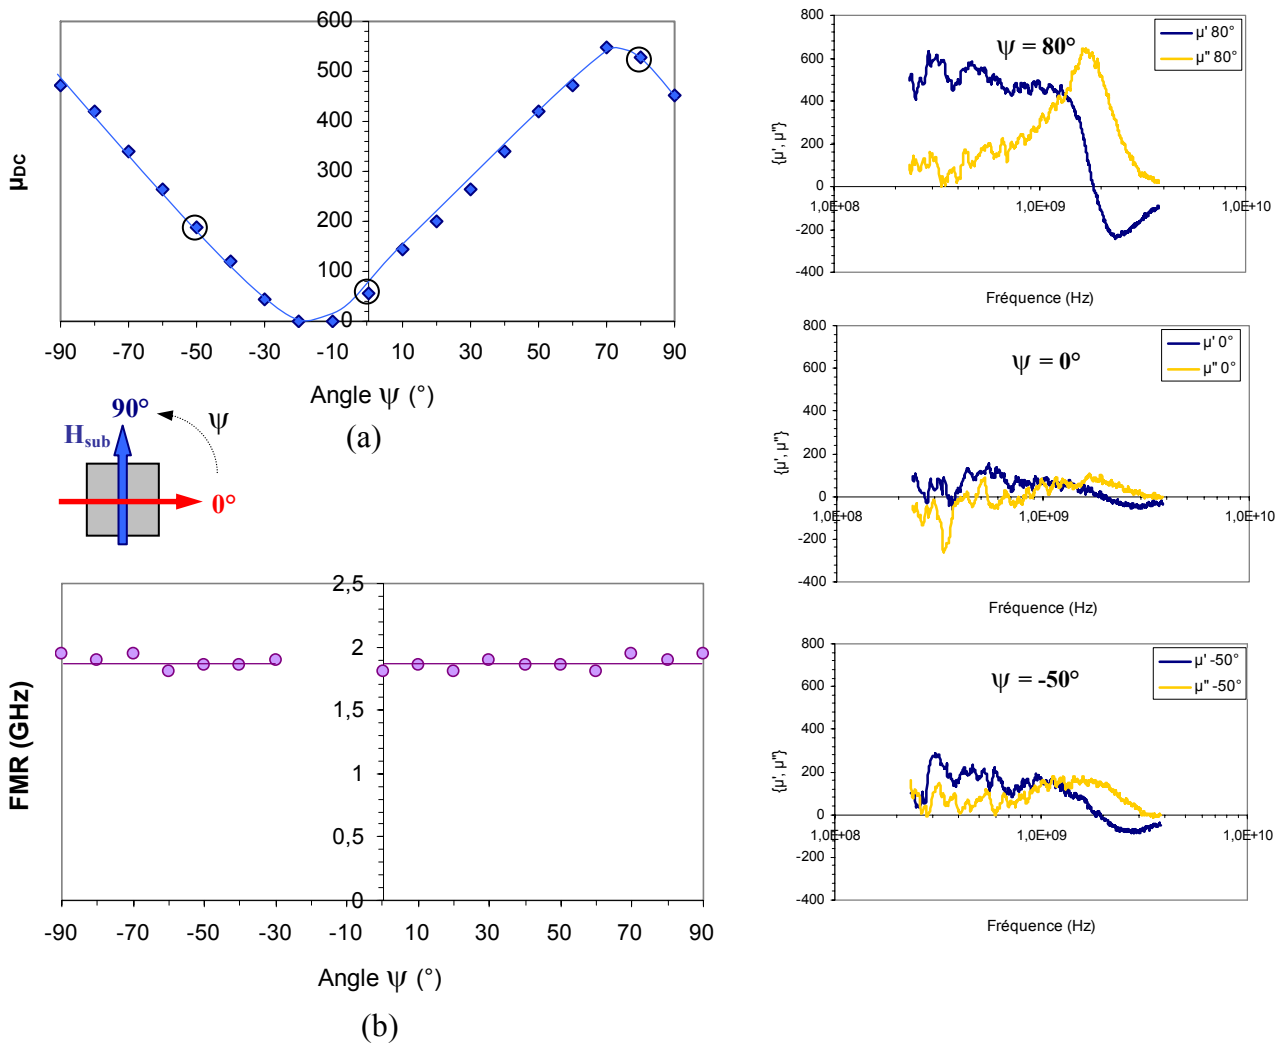 600
500
400
300
200
100
0
µDC
-90 -70 -50 -30 -10 10 30 50 70 90
Angle ψ (°)
(a)
90°
ψ
Hsub
0°
2,5
2
1,5
1
0,5
0
FMR (GHz)
-90 -70 -50 -30 -10 10 30 50 70 90
Angle ψ (°)
(b)
800
600
400
200
0
-200
-400
{µ', µ''}
ψ = 80°
µ' 80°
µ'' 80°
1,0E+08 1,0E+09 1,0E+10
Fréquence (Hz)
800
600
400
200
0
-200
-400
{µ', µ''}
ψ = 0°
µ' 0°
µ'' 0°
1,0E+08 1,0E+09 1,0E+10
Fréquence (Hz)
800
600
400
200
0
-200
-400
{µ', µ''}
ψ = -50°
µ' -50°
µ'' -50°
1,0E+08 1,0E+09 1,0E+10
Fréquence (Hz)